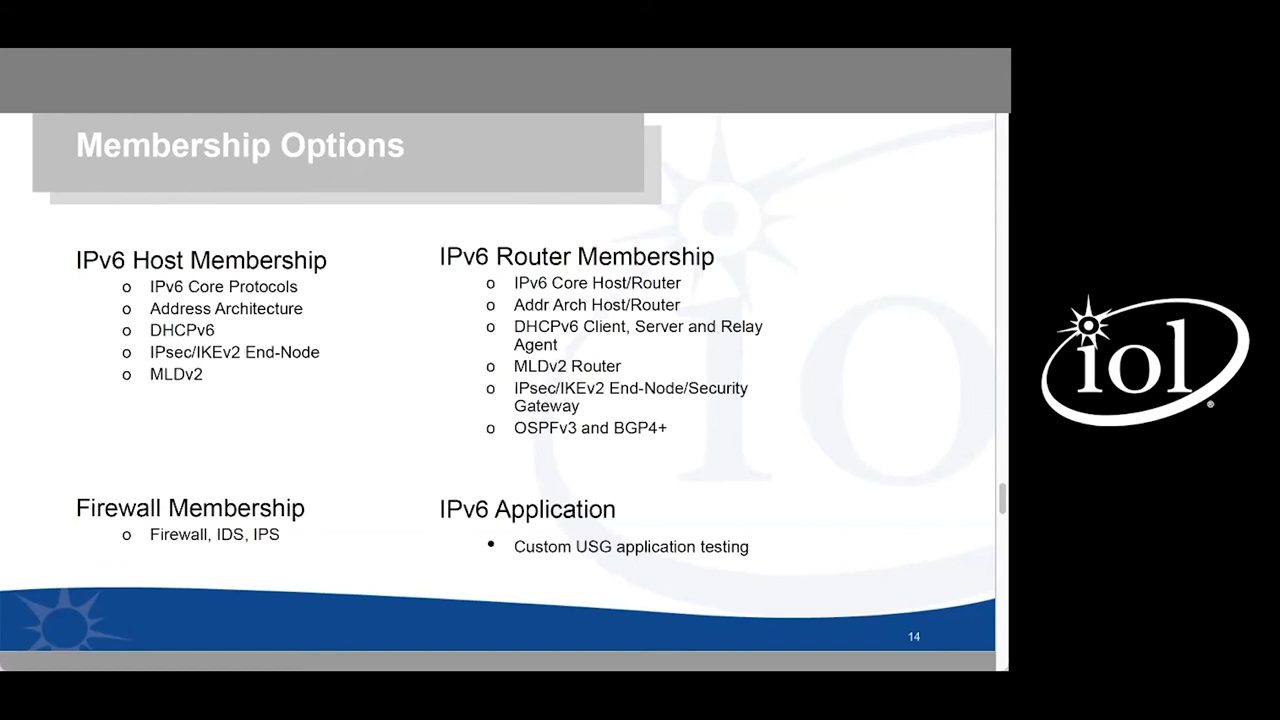 Membership Options
IPv6 Host Membership
o IPv6 Core Protocols
o Address Architecture
o DHCPv6
o IPsec/IKEv2 End-Node
o MLDv2
IPv6 Router Membership
o IPv6 Core Host/Router
o Addr Arch Host/Router
o DHCPv6 Client, Server and Relay
Agent
o MLDv2 Router
o IPsec/IKEv2 End-Node/Security
Gateway
o OSPFv3 and BGP4+
Firewall Membership
o Firewall, IDS, IPS
IPv6 Application
• Custom USG application testing
14
iol
iol ®